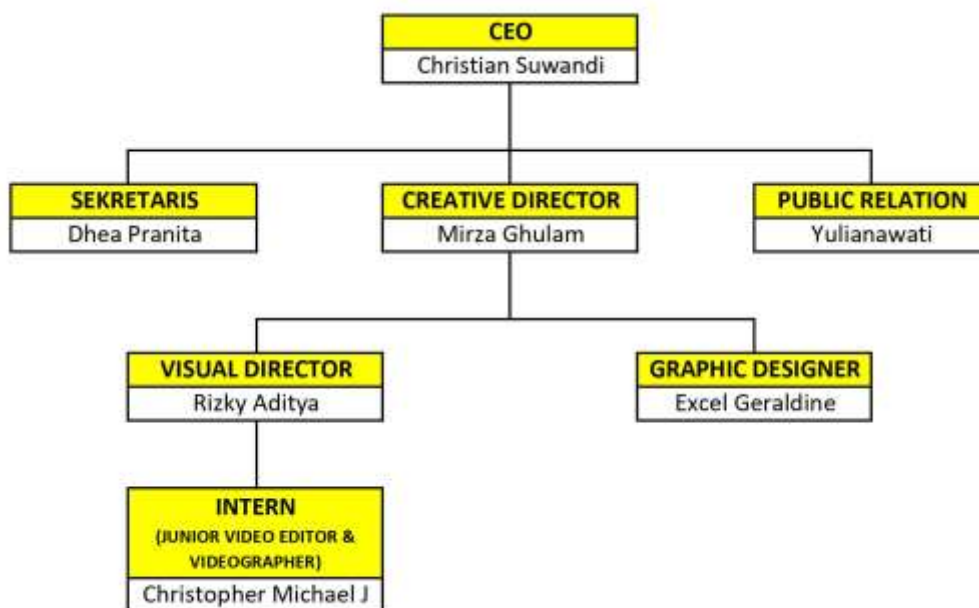 CEO
Christian Suwandi
SEKRETARIS
Dhea Pranita
CREATIVE DIRECTOR
Mirza Ghulam
PUBLIC RELATION
Yulianawati
VISUAL DIRECTOR
Rizky Aditya
GRAPHIC DESIGNER
Excel Geraldine
INTERN
(JUNIOR VIDEO EDITOR &
VIDEOGRAPHER)
Christopher Michael J